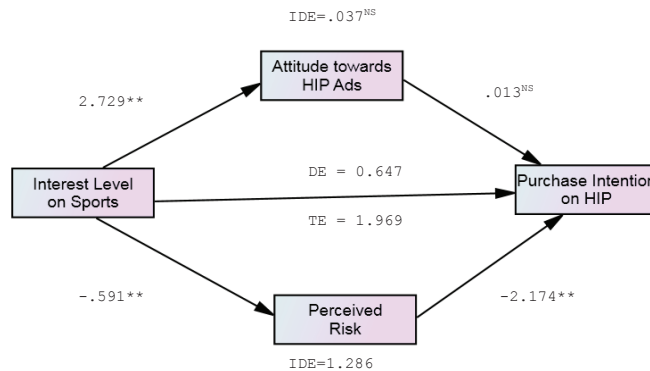 IDE=.037NS
Attitude towards
HIP Ads
2.729**
.013NS
Interest Level
on Sports
DE = 0.647
TE = 1.969
Purchase Intention
on HIP
-.591**
-2.174**
Perceived
Risk
IDE=1.286